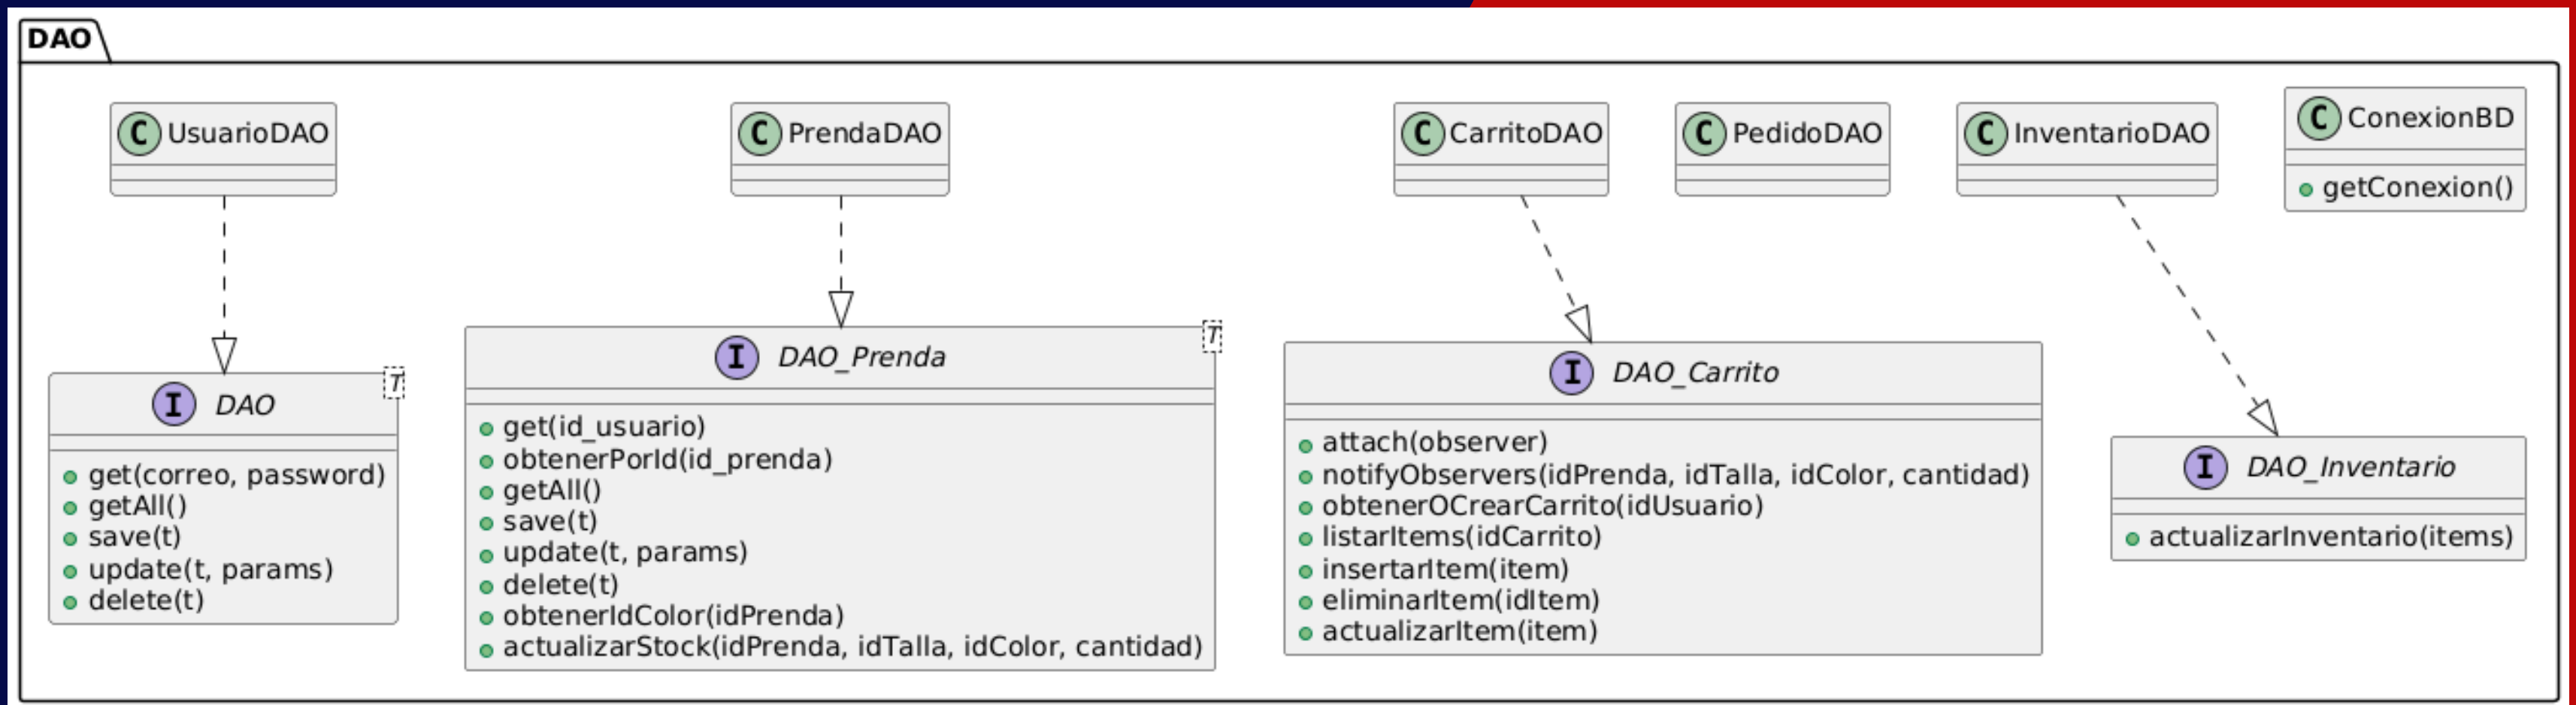 DAO
C UsuarioDAO
C PrendaDAO
C CarritoDAO
C PedidoDAO
C InventarioDAO
C ConexionBD
getConexion()
T
I DAO
get(correo, password)
getAll()
save(t)
update(t, params)
delete(t)
T
I DAO_Prenda
get(id_usuario)
obtenerPorId(id_prenda)
getAll()
save(t)
update(t, params)
delete(t)
obtenerIdColor(idPrenda)
actualizarStock(idPrenda, idTalla, idColor, cantidad)
I DAO_Carrito
attach(observer)
notifyObservers(idPrenda, idTalla, idColor, cantidad)
obtenerOCrearCarrito(idUsuario)
listarItems(idCarrito)
insertarItem(item)
eliminarItem(idItem)
actualizarItem(item)
I DAO_Inventario
actualizarInventario(items)